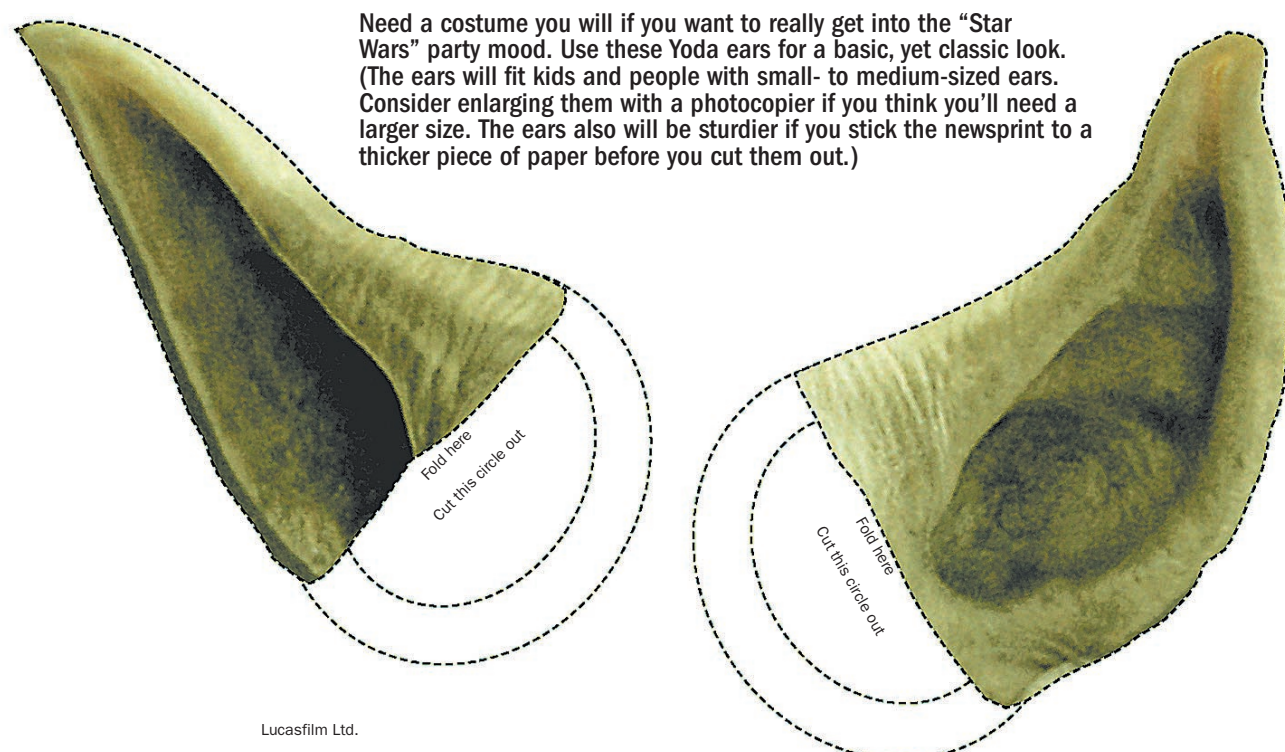 Need a costume you will if you want to really get into the “Star
Wars” party mood. Use these Yoda ears for a basic, yet classic look.
(The ears will fit kids and people with small- to medium-sized ears.
Consider enlarging them with a photocopier if you think you’ll need a
larger size. The ears also will be sturdier if you stick the newsprint to a
thicker piece of paper before you cut them out.)
Fold here
Cut this circle out
Fold here
Cut this circle out
Lucasfilm Ltd.